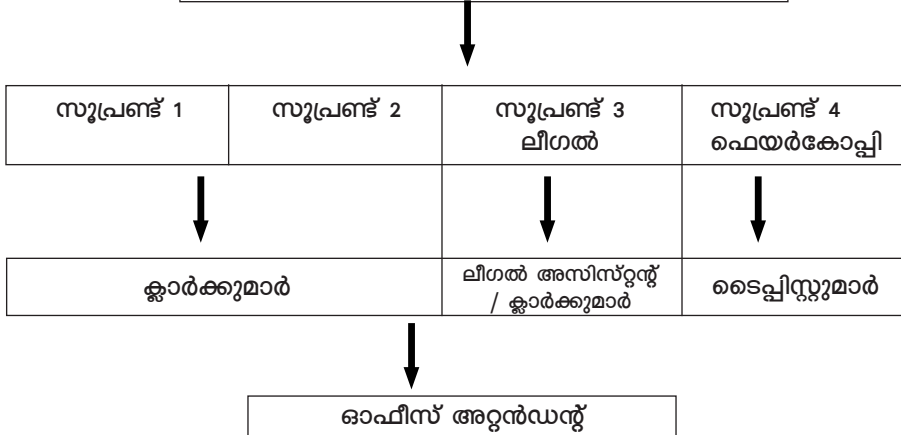 സൂപ്രണ്ട് 1
സൂപ്രണ്ട് 2
സൂപ്രണ്ട് 3
ലീഗൽ
സൂപ്രണ്ട് 4
ഫെയർകോപ്പി
ക്ലാർക്കുമാർ
ലീഗൽ അസിസ്റ്റന്റ്
/ ക്ലാർക്കുമാർ
ടൈപ്പിസ്റ്റുമാർ
ഓഫീസ് അറ്റൻഡന്റ്